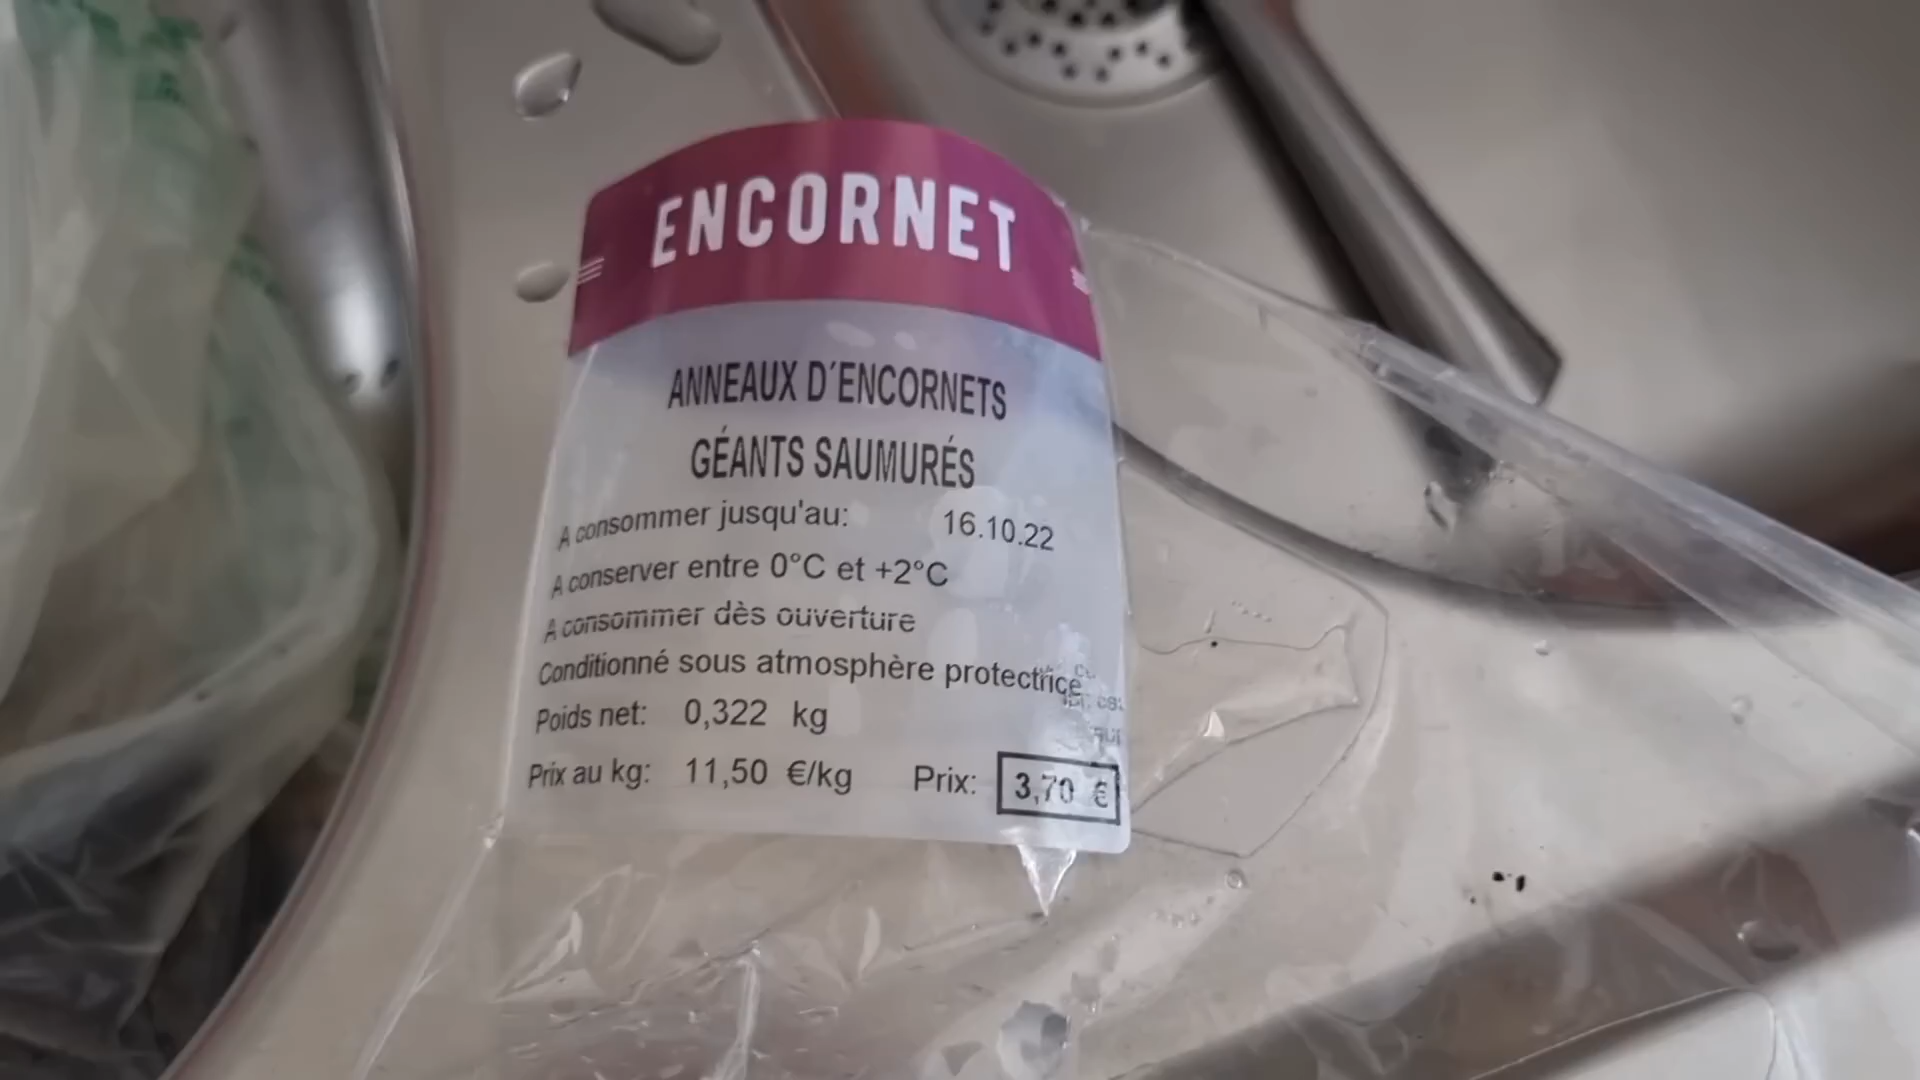 ENCORNET
ANNEAUX D'ENCORNETS
GÉANTS SAUMURÉS
A consommer jusqu'au: 16.10.22
A conserver entre 0°C et +2°C
A consommer dès ouverture
Conditionné sous atmosphère protectrice
Poids net: 0,322 kg
Prix au kg: 11,50 €/kg Prix: 3,70 €